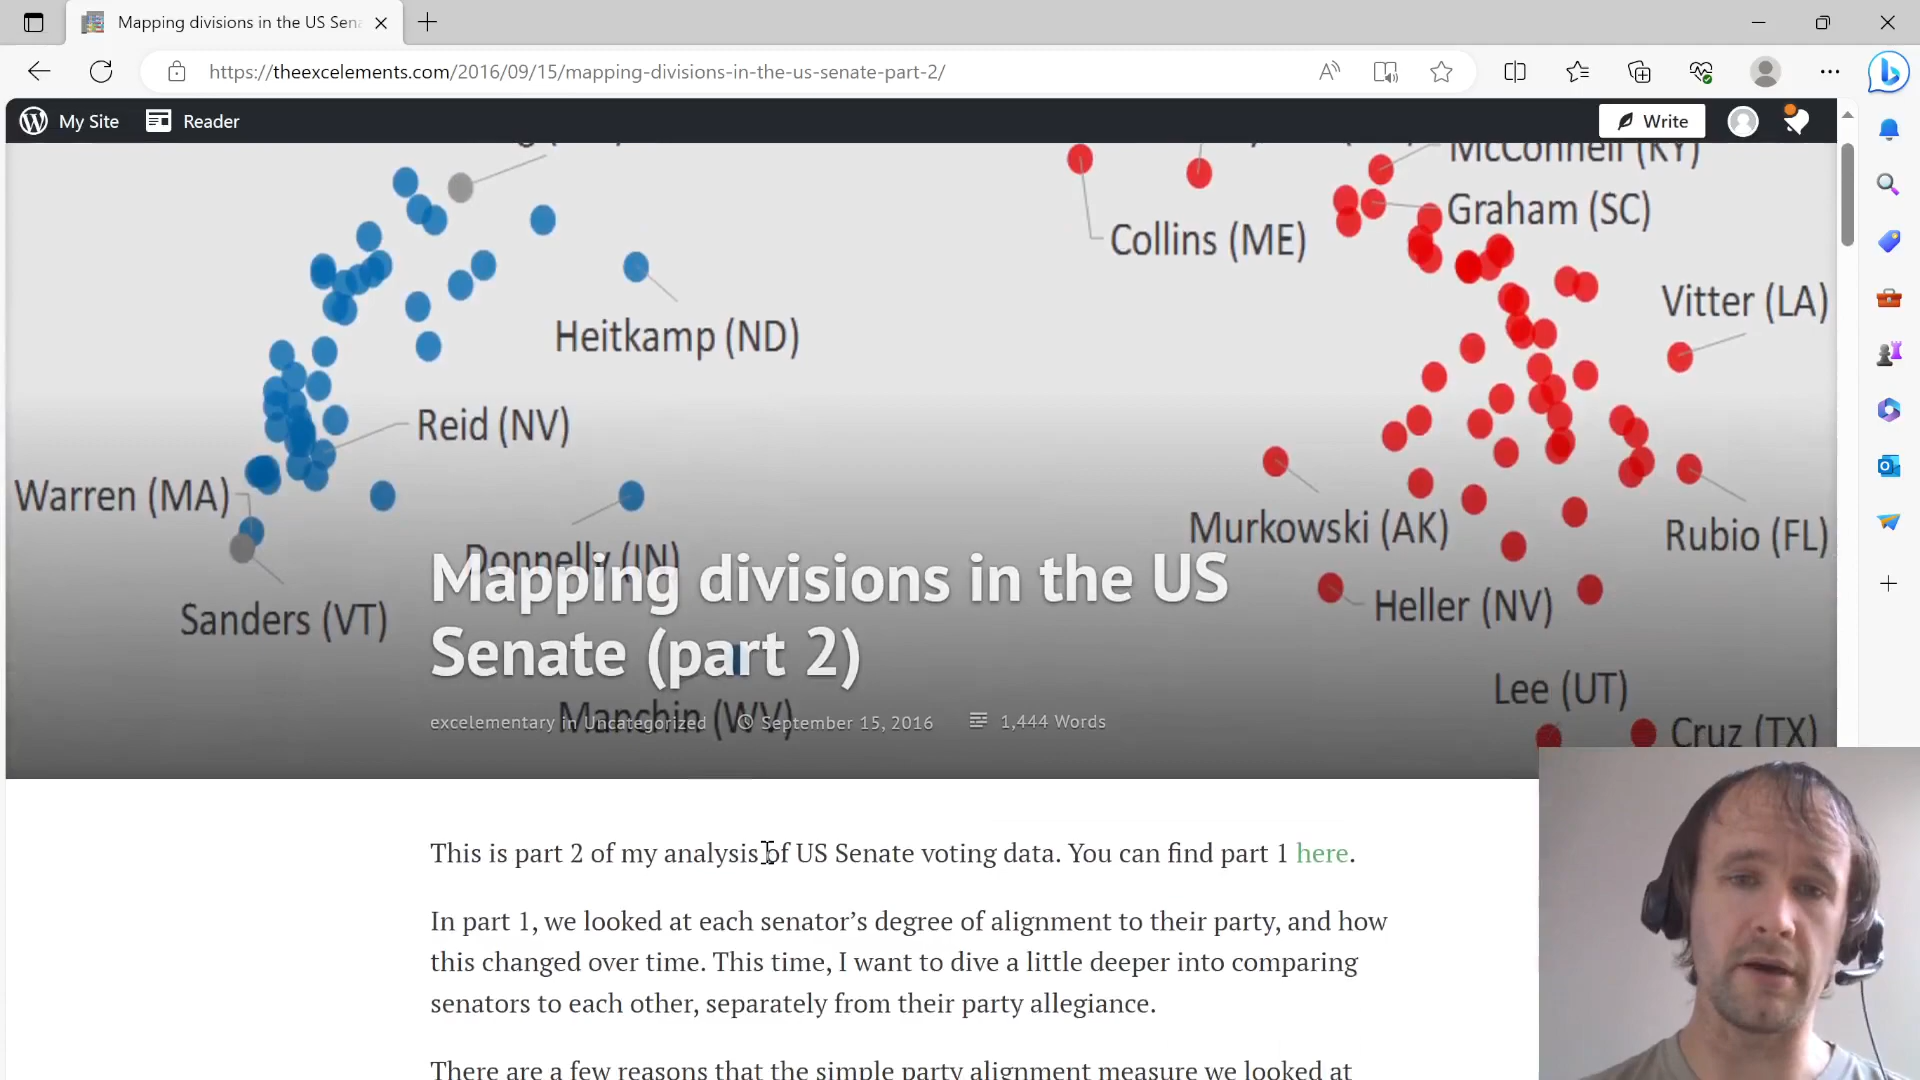 Mapping divisions in the US Sena
https://theexcelements.com/2016/09/15/mapping-divisions-in-the-us-senate-part-2/
My Site
Reader
Write
McConnell (KY)
Graham (SC)
Collins (ME)
Vitter (LA)
Heitkamp (ND)
Reid (NV)
Warren (MA)
Murkowski (AK)
Rubio (FL)
Donnelly (IN)
Mapping divisions in the US
Senate (part 2)
Sanders (VT)
Heller (NV)
Lee (UT)
Manchin (WV)
Cruz (TX)
excelementary in Uncategorized
September 15, 2016
1,444 Words
This is part 2 of my analysis of US Senate voting data. You can find part 1 here.
In part 1, we looked at each senator’s degree of alignment to their party, and how
this changed over time. This time, I want to dive a little deeper into comparing
senators to each other, separately from their party allegiance.
There are a few reasons that the simple party alignment measure we looked at